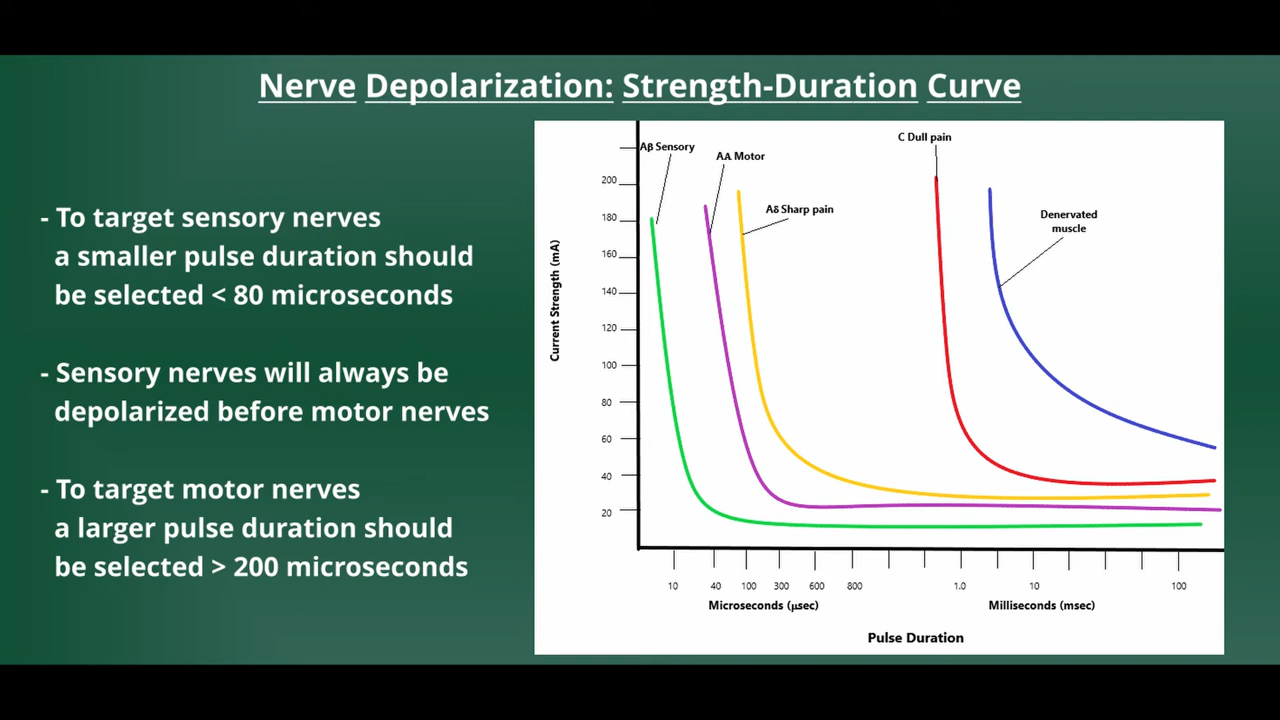 Nerve Depolarization: Strength-Duration Curve
- To target sensory nerves
a smaller pulse duration should
be selected < 80 microseconds
- Sensory nerves will always be
depolarized before motor nerves
- To target motor nerves
a larger pulse duration should
be selected > 200 microseconds
Aβ Sensory
Aλ Motor
Aδ Sharp pain
C Dull pain
Denervated
muscle
Current Strength (mA)
200
180
160
140
120
100
80
60
40
20
10 40 100 300 600 800 1.0 10 100
Microseconds (μsec) Milliseconds (msec)
Pulse Duration